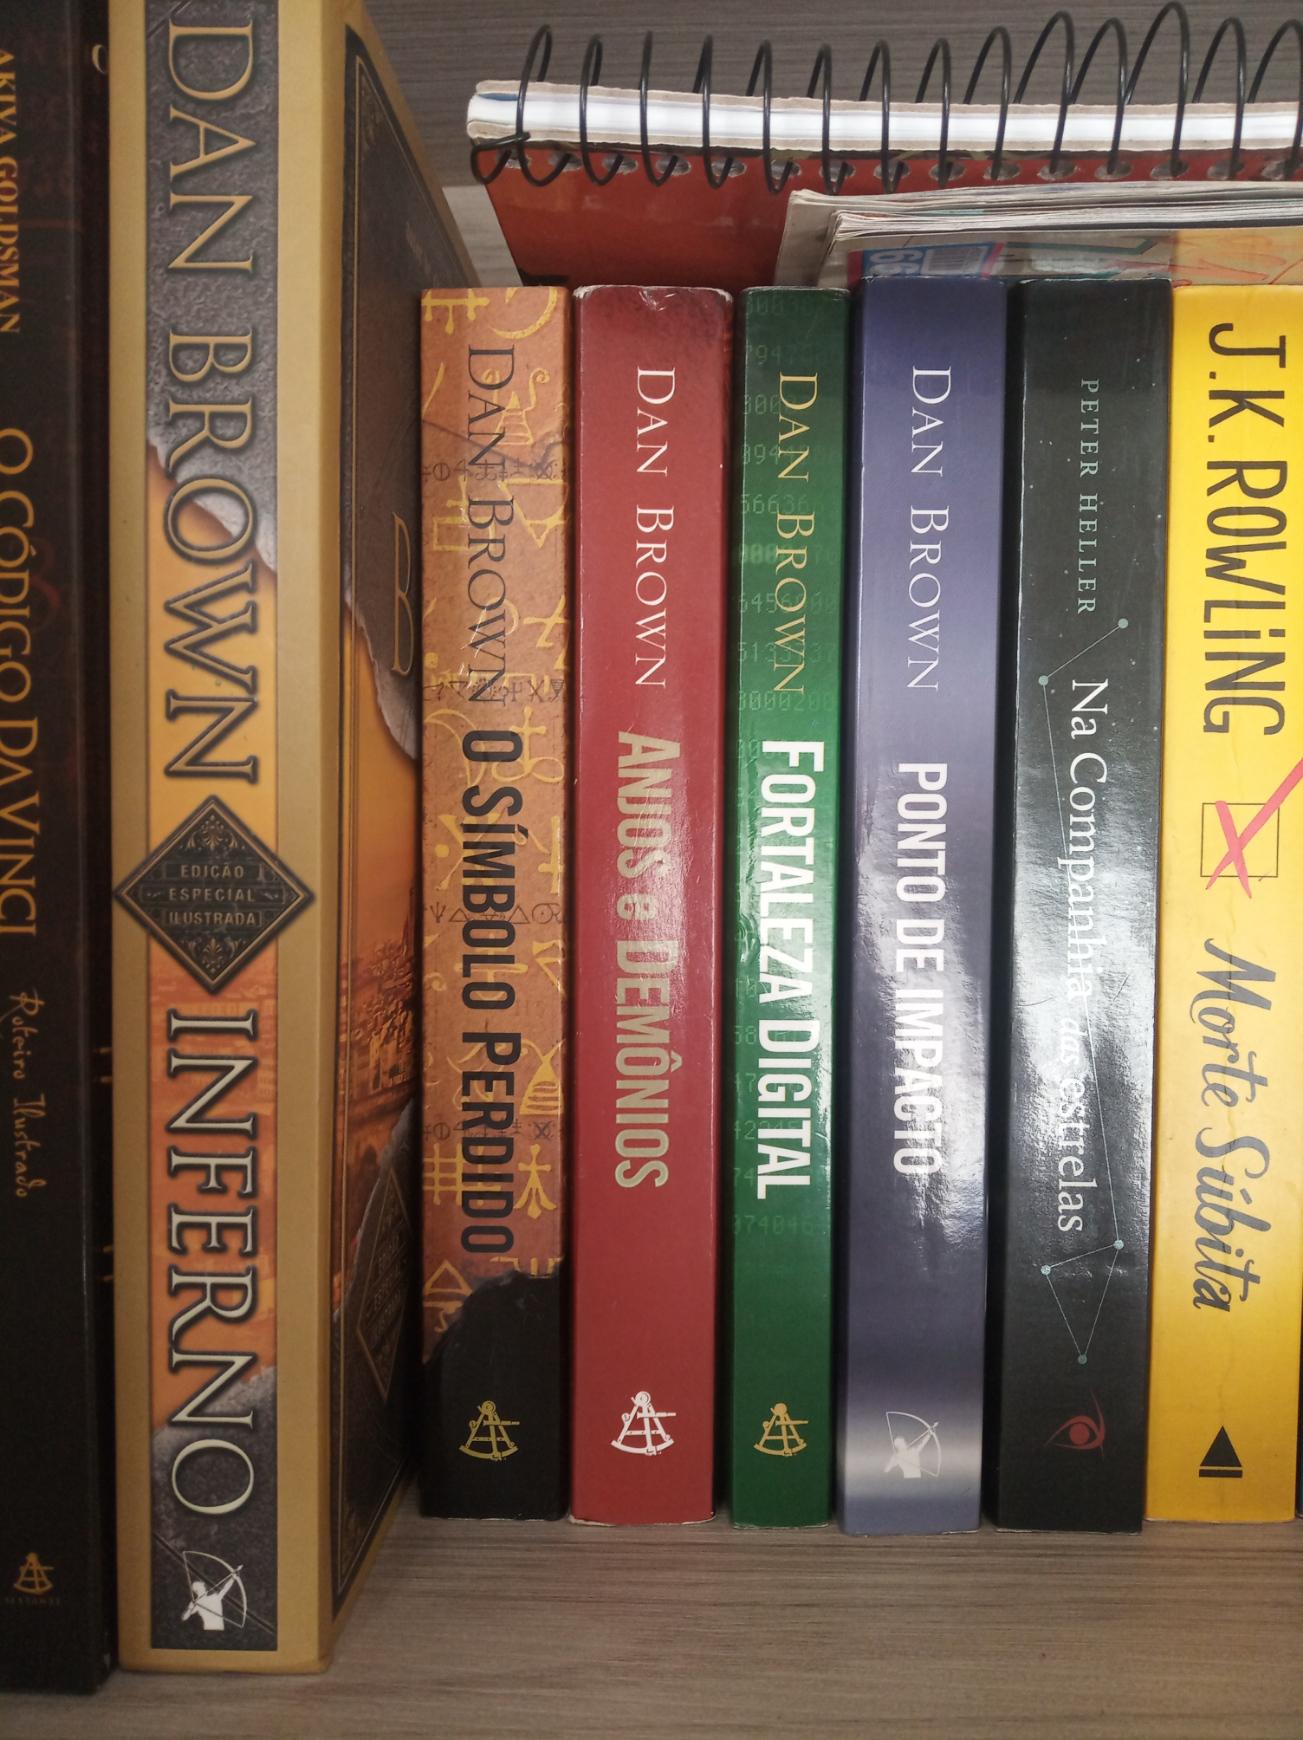 AKIVA GOLDSMAN
O CÓDIGO DA VINCI
Roteiro Ilustrado
DAN BROWN
EDIÇÃO
ESPECIAL
ILUSTRADA
INFERNO
DAN BROWN
O SÍMBOLO PERDIDO
DAN BROWN
ANJOS e DEMÔNIOS
DAN BROWN
FORTALEZA DIGITAL
DAN BROWN
PONTO DE IMPACTO
PETER HELLER
Na Companhia das estrelas
J.K. ROWLING
Morte Súbita